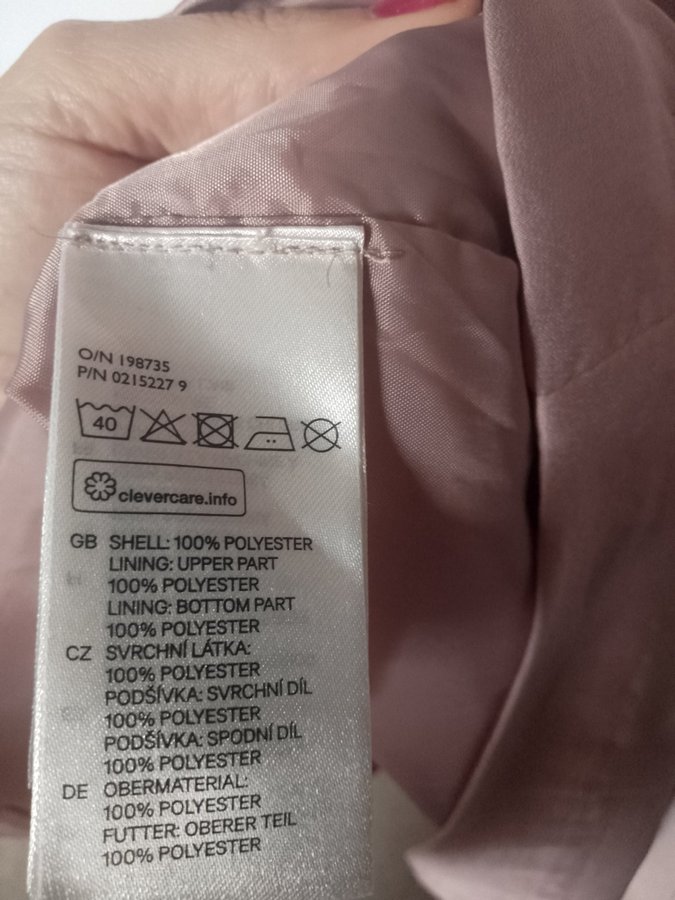 O/N 198735
P/N 0215227 9
40
clevercare.info
GB SHELL: 100% POLYESTER
LINING: UPPER PART
100% POLYESTER
LINING: BOTTOM PART
100% POLYESTER
CZ SVRCHNÍ LÁTKA:
100% POLYESTER
PODŠÍVKA: SVRCHNÍ DÍL
100% POLYESTER
PODŠÍVKA: SPODNÍ DÍL
100% POLYESTER
DE OBERMATERIAL:
100% POLYESTER
FUTTER: OBERER TEIL
100% POLYESTER